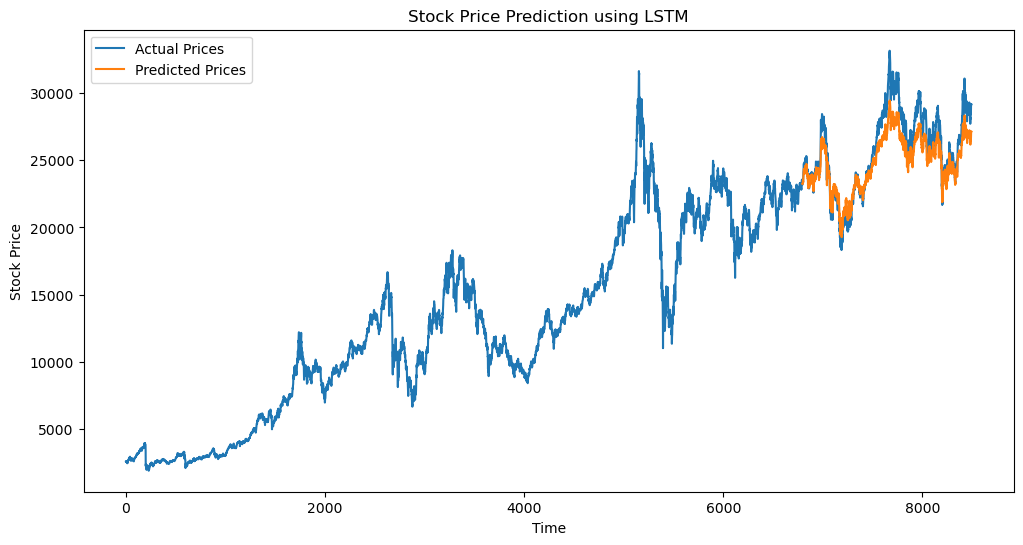 Stock Price Prediction using LSTM
Actual Prices
Predicted Prices
Stock Price
30000
25000
20000
15000
10000
5000
0
2000
4000
6000
8000
Time